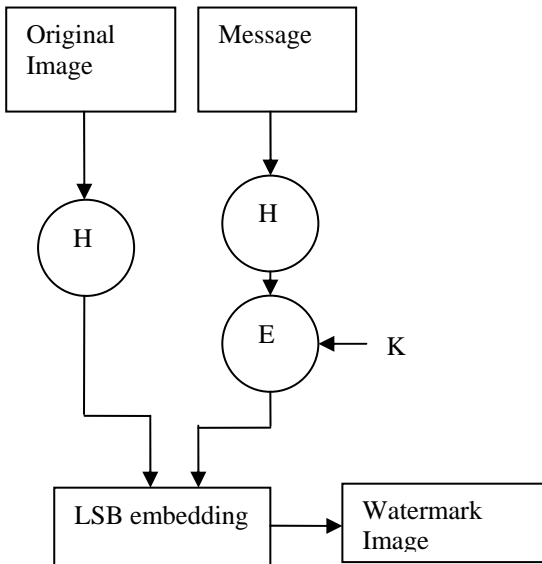 Original
Image
Message
H
H
E
K
LSB embedding
Watermark
Image